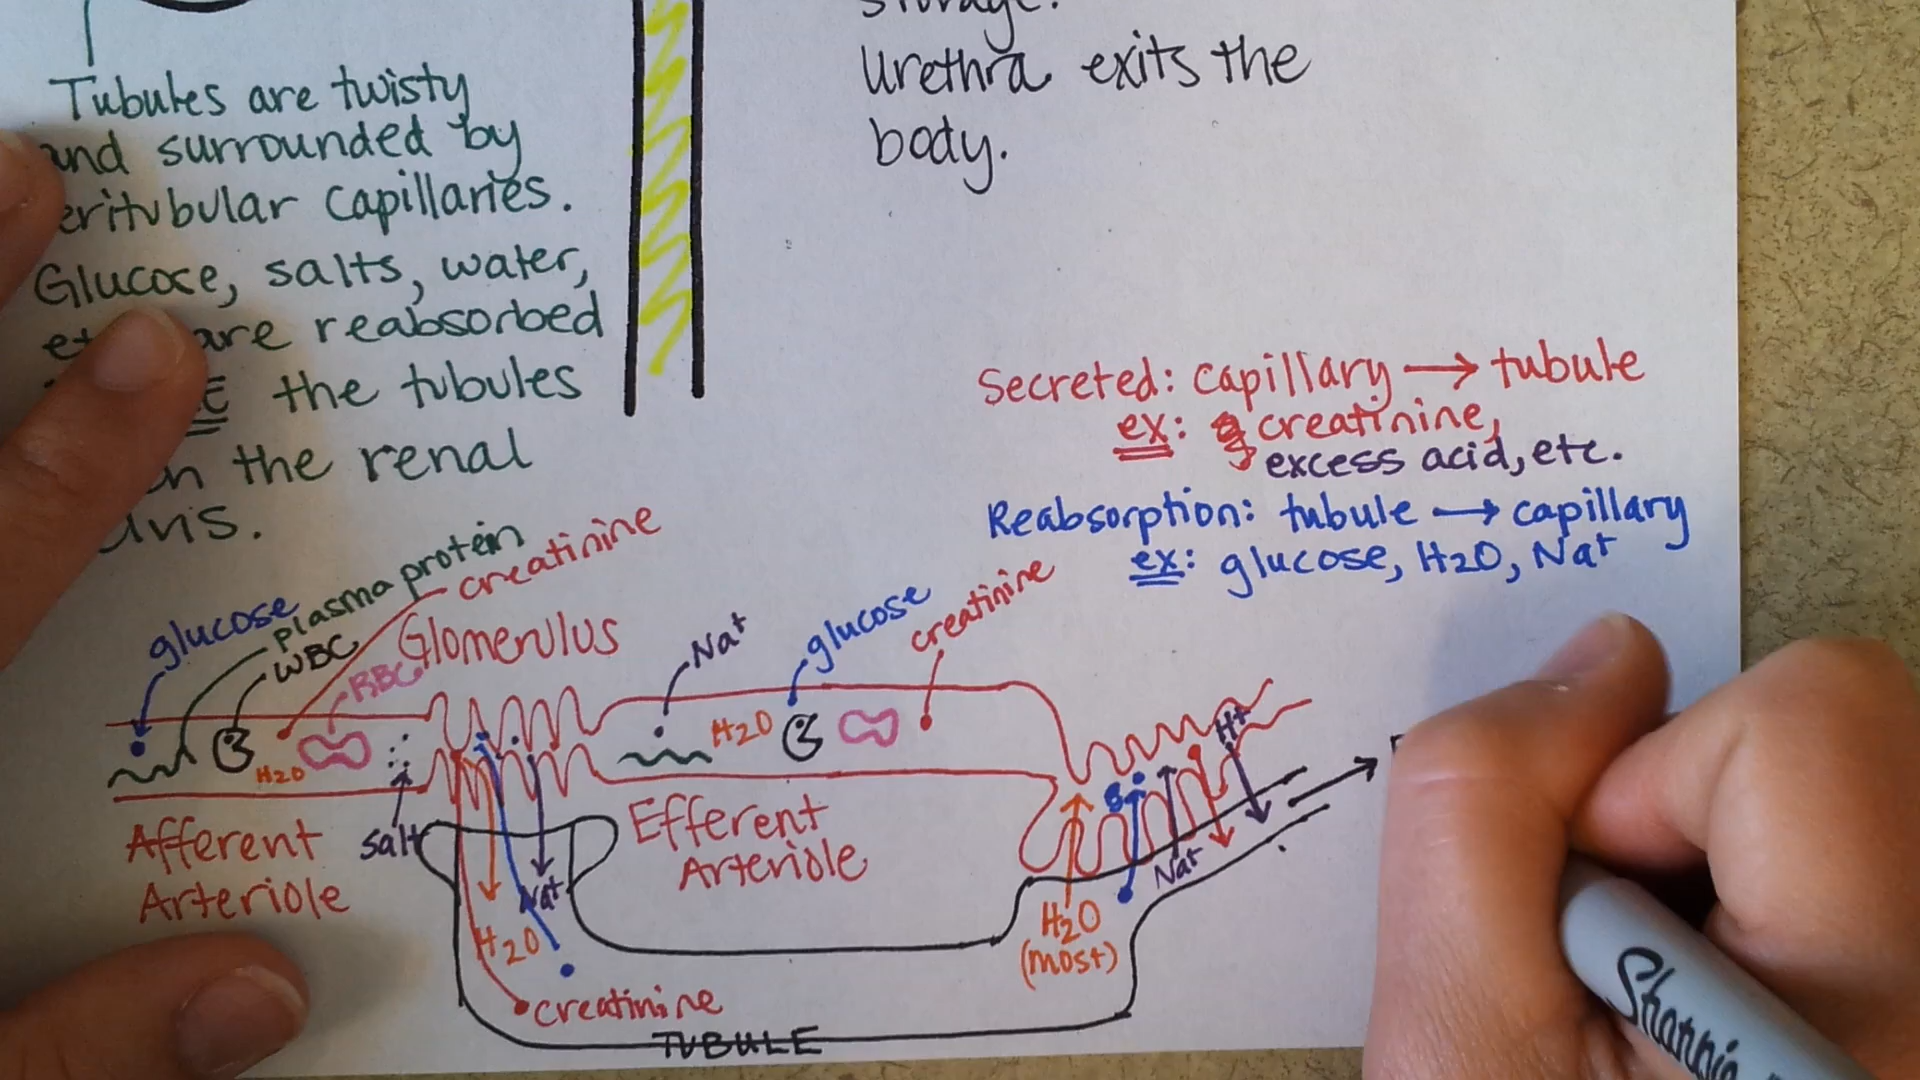 Tubules are twisty
and surrounded by
eritubular capillaries.
Glucose, salts, water,
are reabsorbed
the tubules
the renal
storage.
Urethra exits the
body.
Secreted: capillary → tubule
ex: creatinine,
excess acid, etc.
Reabsorption: tubule → capillary
ex: glucose, H2O, Na+
glucose
plasma protein
WBC
creatinine
RBC
Glomerulus
Na+
glucose
creatinine
H2O
H2O
H+
Afferent
Arteriole
salt
Efferent
Arteriole
Na+
H2O
creatinine
TUBULE
Na+
H2O
(most)
Sharpie